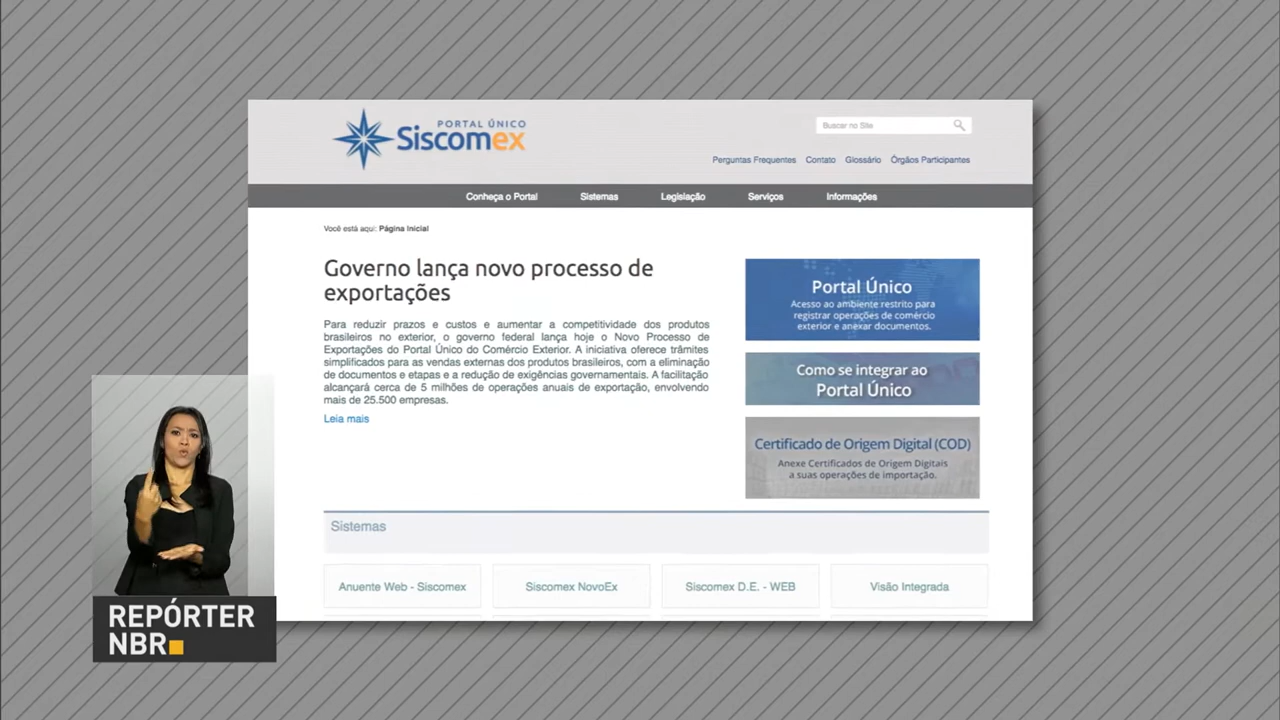 PORTAL ÚNICO
Siscomex
Buscar no Site
Perguntas Frequentes Contato Glossário Órgãos Participantes
Conheça o Portal Sistemas Legislação Serviços Informações
Você está aqui: Página Inicial
Governo lança novo processo de
exportações
Para reduzir prazos e custos e aumentar a competitividade dos produtos
brasileiros no exterior, o governo federal lança hoje o Novo Processo de
Exportações do Portal Único do Comércio Exterior. A iniciativa oferece trâmites
simplificados para as vendas externas dos produtos brasileiros, com a eliminação
de documentos e etapas e a redução de exigências governamentais. A facilitação
alcançará cerca de 5 milhões de operações anuais de exportação, envolvendo
mais de 25.500 empresas.
Leia mais
Portal Único
Acesso ao ambiente restrito para
registrar operações de comércio
exterior e anexar documentos.
Como se integrar ao
Portal Único
Certificado de Origem Digital (COD)
Anexe Certificados de Origem Digitais
a suas operações de importação.
Sistemas
Anuente Web - Siscomex Siscomex NovoEx Siscomex D.E. - WEB Visão Integrada
REPÓRTER
NBR